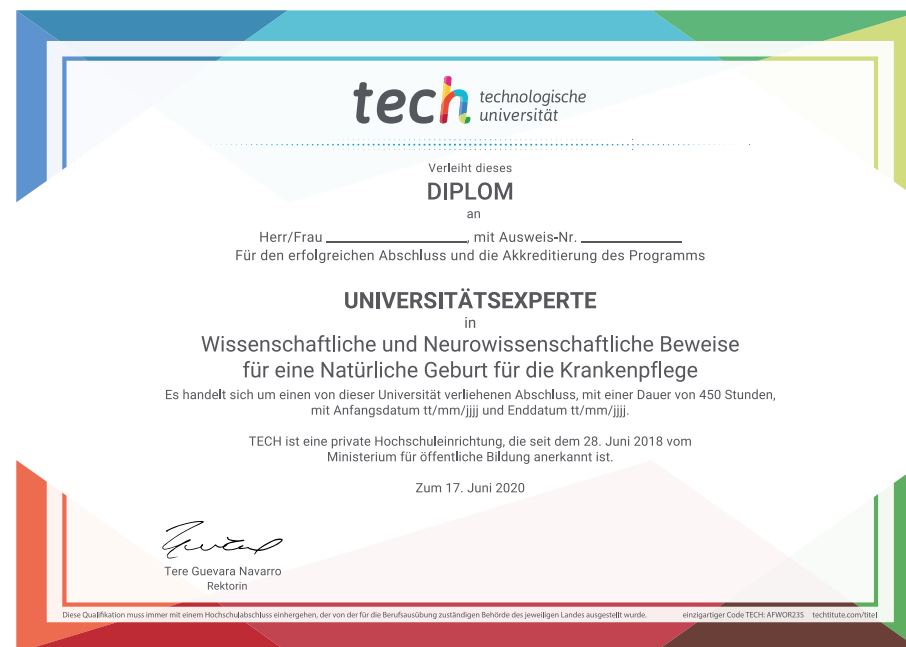 tech technologische
universität
Verleiht dieses
DIPLOM
an
Herr/Frau ____________________, mit Ausweis-Nr. ______________
Für den erfolgreichen Abschluss und die Akkreditierung des Programms
UNIVERSITÄTSEXPERTE
in
Wissenschaftliche und Neurowissenschaftliche Beweise
für eine Natürliche Geburt für die Krankenpflege
Es handelt sich um einen von dieser Universität verliehenen Abschluss, mit einer Dauer von 450 Stunden,
mit Anfangsdatum tt/mm/jjjj und Enddatum tt/mm/jjjj.
TECH ist eine private Hochschuleinrichtung, die seit dem 28. Juni 2018 vom
Ministerium für öffentliche Bildung anerkannt ist.
Zum 17. Juni 2020
Tere Guevara Navarro
Rektorin
Diese Qualifikation muss immer mit einem Hochschulabschluss einhergehen, der von der für die Berufsausübung zuständigen Behörde des jeweiligen Landes ausgestellt wurde. einzigartiger Code TECH: AFWOR23S techtitute.com/titel